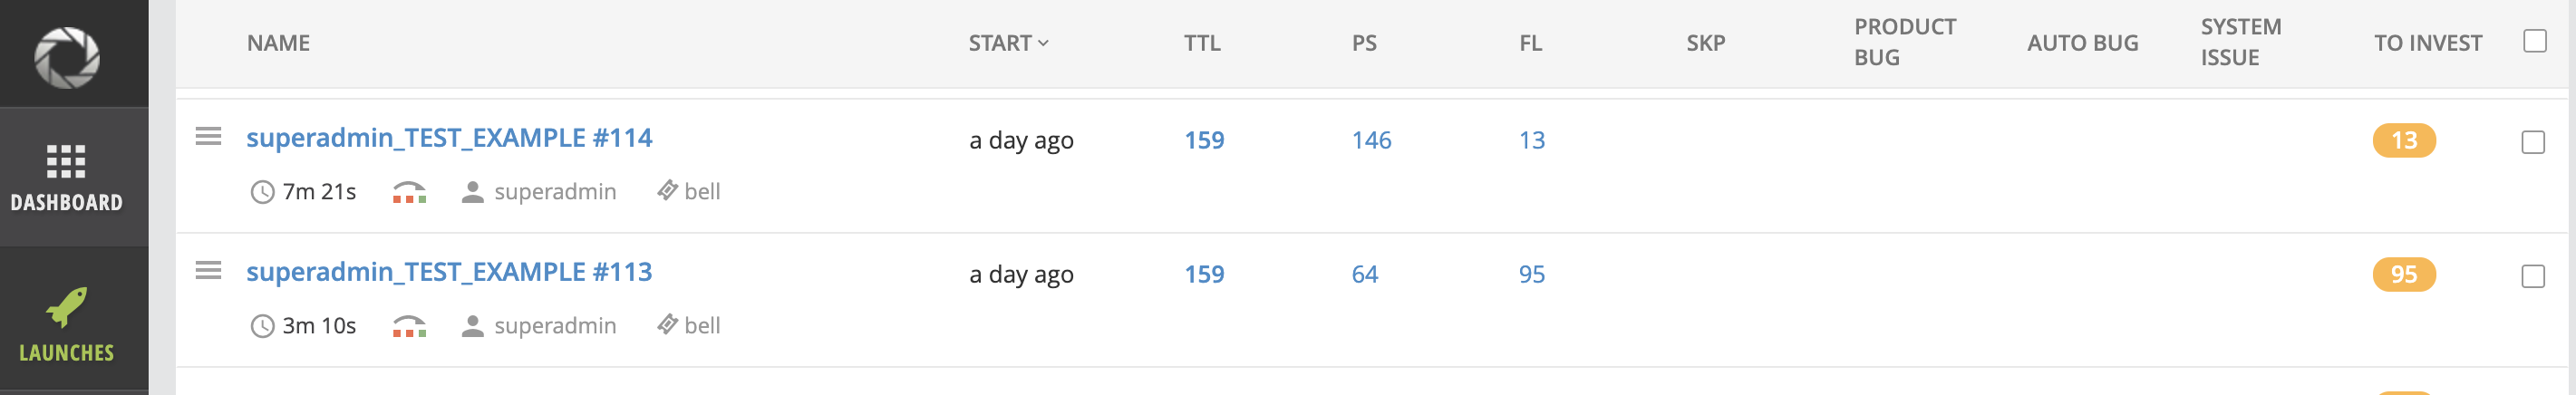 NAME START TTL PS FL SKP PRODUCT BUG AUTO BUG SYSTEM ISSUE TO INVEST
superadmin_TEST_EXAMPLE #114 a day ago 159 146 13 13
7m 21s superadmin bell
DASHBOARD
superadmin_TEST_EXAMPLE #113 a day ago 159 64 95 95
3m 10s superadmin bell
LAUNCHES